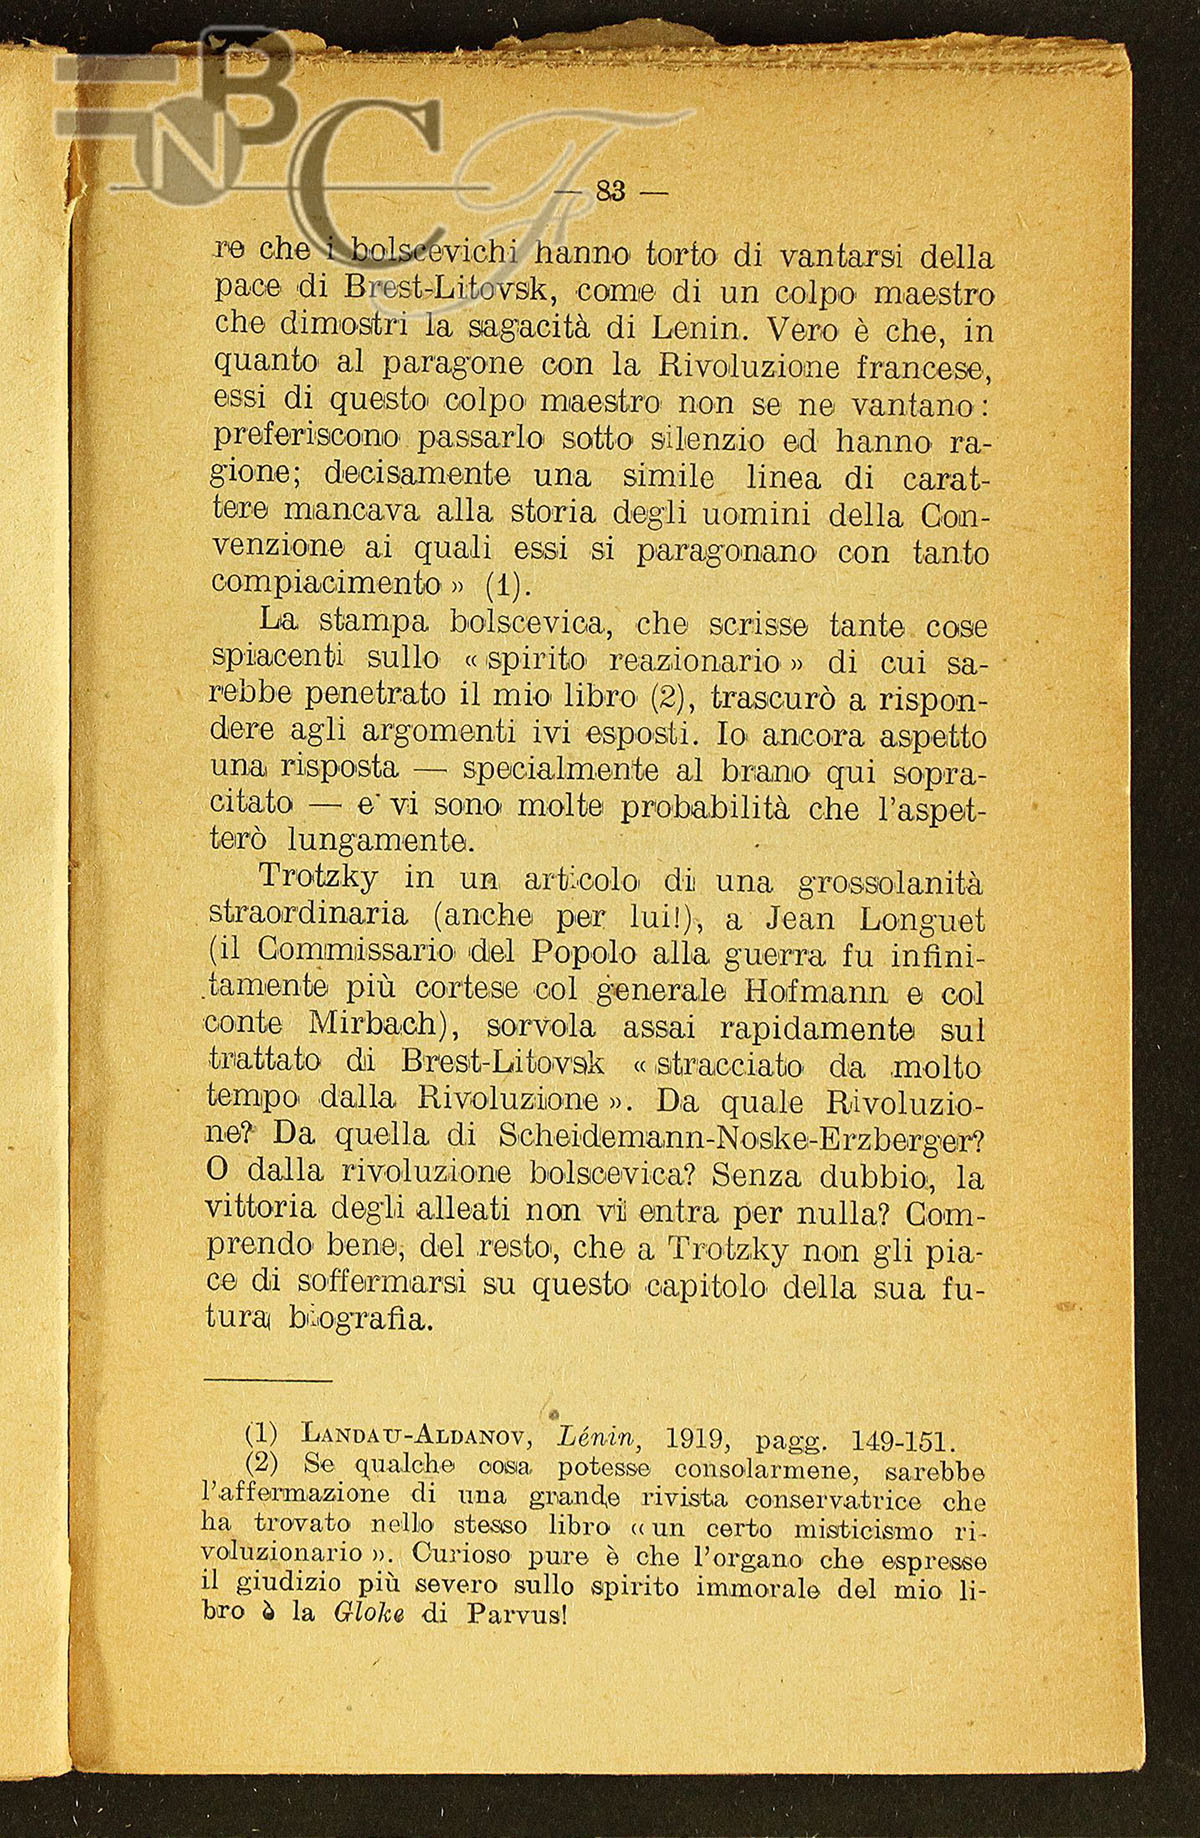 NBCF
— 83 —
re che i bolscevichi hanno torto di vantarsi della
pace di Brest-Litovsk, come di un colpo maestro
che dimostri la sagacità di Lenin. Vero è che, in
quanto al paragone con la Rivoluzione francese,
essi di questo colpo maestro non se ne vantano:
preferiscono passarlo sotto silenzio ed hanno ra-
gione; decisamente una simile linea di carat-
tere mancava alla storia degli uomini della Con-
venzione ai quali essi si paragonano con tanto
compiacimento» (1).
La stampa bolscevica, che scrisse tante cose
spiacenti sullo «spirito reazionario» di cui sa-
rebbe penetrato il mio libro (2), trascurò a rispon-
dere agli argomenti ivi esposti. Io ancora aspetto
una risposta — specialmente al brano qui sopra-
citato — e vi sono molte probabilità che l'aspet-
terò lungamente.
Trotzky in un articolo di una grossolanità
straordinaria (anche per lui!), a Jean Longuet
(il Commissario del Popolo alla guerra fu infini-
tamente più cortese col generale Hofmann e col
conte Mirbach), sorvola assai rapidamente sul
trattato di Brest-Litovsk «stracciato da molto
tempo dalla Rivoluzione». Da quale Rivoluzio-
ne? Da quella di Scheidemann-Noske-Erzberger?
O dalla rivoluzione bolscevica? Senza dubbio, la
vittoria degli alleati non vi entra per nulla? Com-
prendo bene, del resto, che a Trotzky non gli pia-
ce di soffermarsi su questo capitolo della sua fu-
tura biografia.
(1) LANDAU-ALDANOV, Lénin, 1919, pagg. 149-151.
(2) Se qualche cosa potesse consolarmene, sarebbe
l'affermazione di una grande rivista conservatrice che
ha trovato nello stesso libro «un certo misticismo ri-
voluzionario». Curioso pure è che l'organo che espresse
il giudizio più severo sullo spirito immorale del mio li-
bro è la Gloke di Parvus!